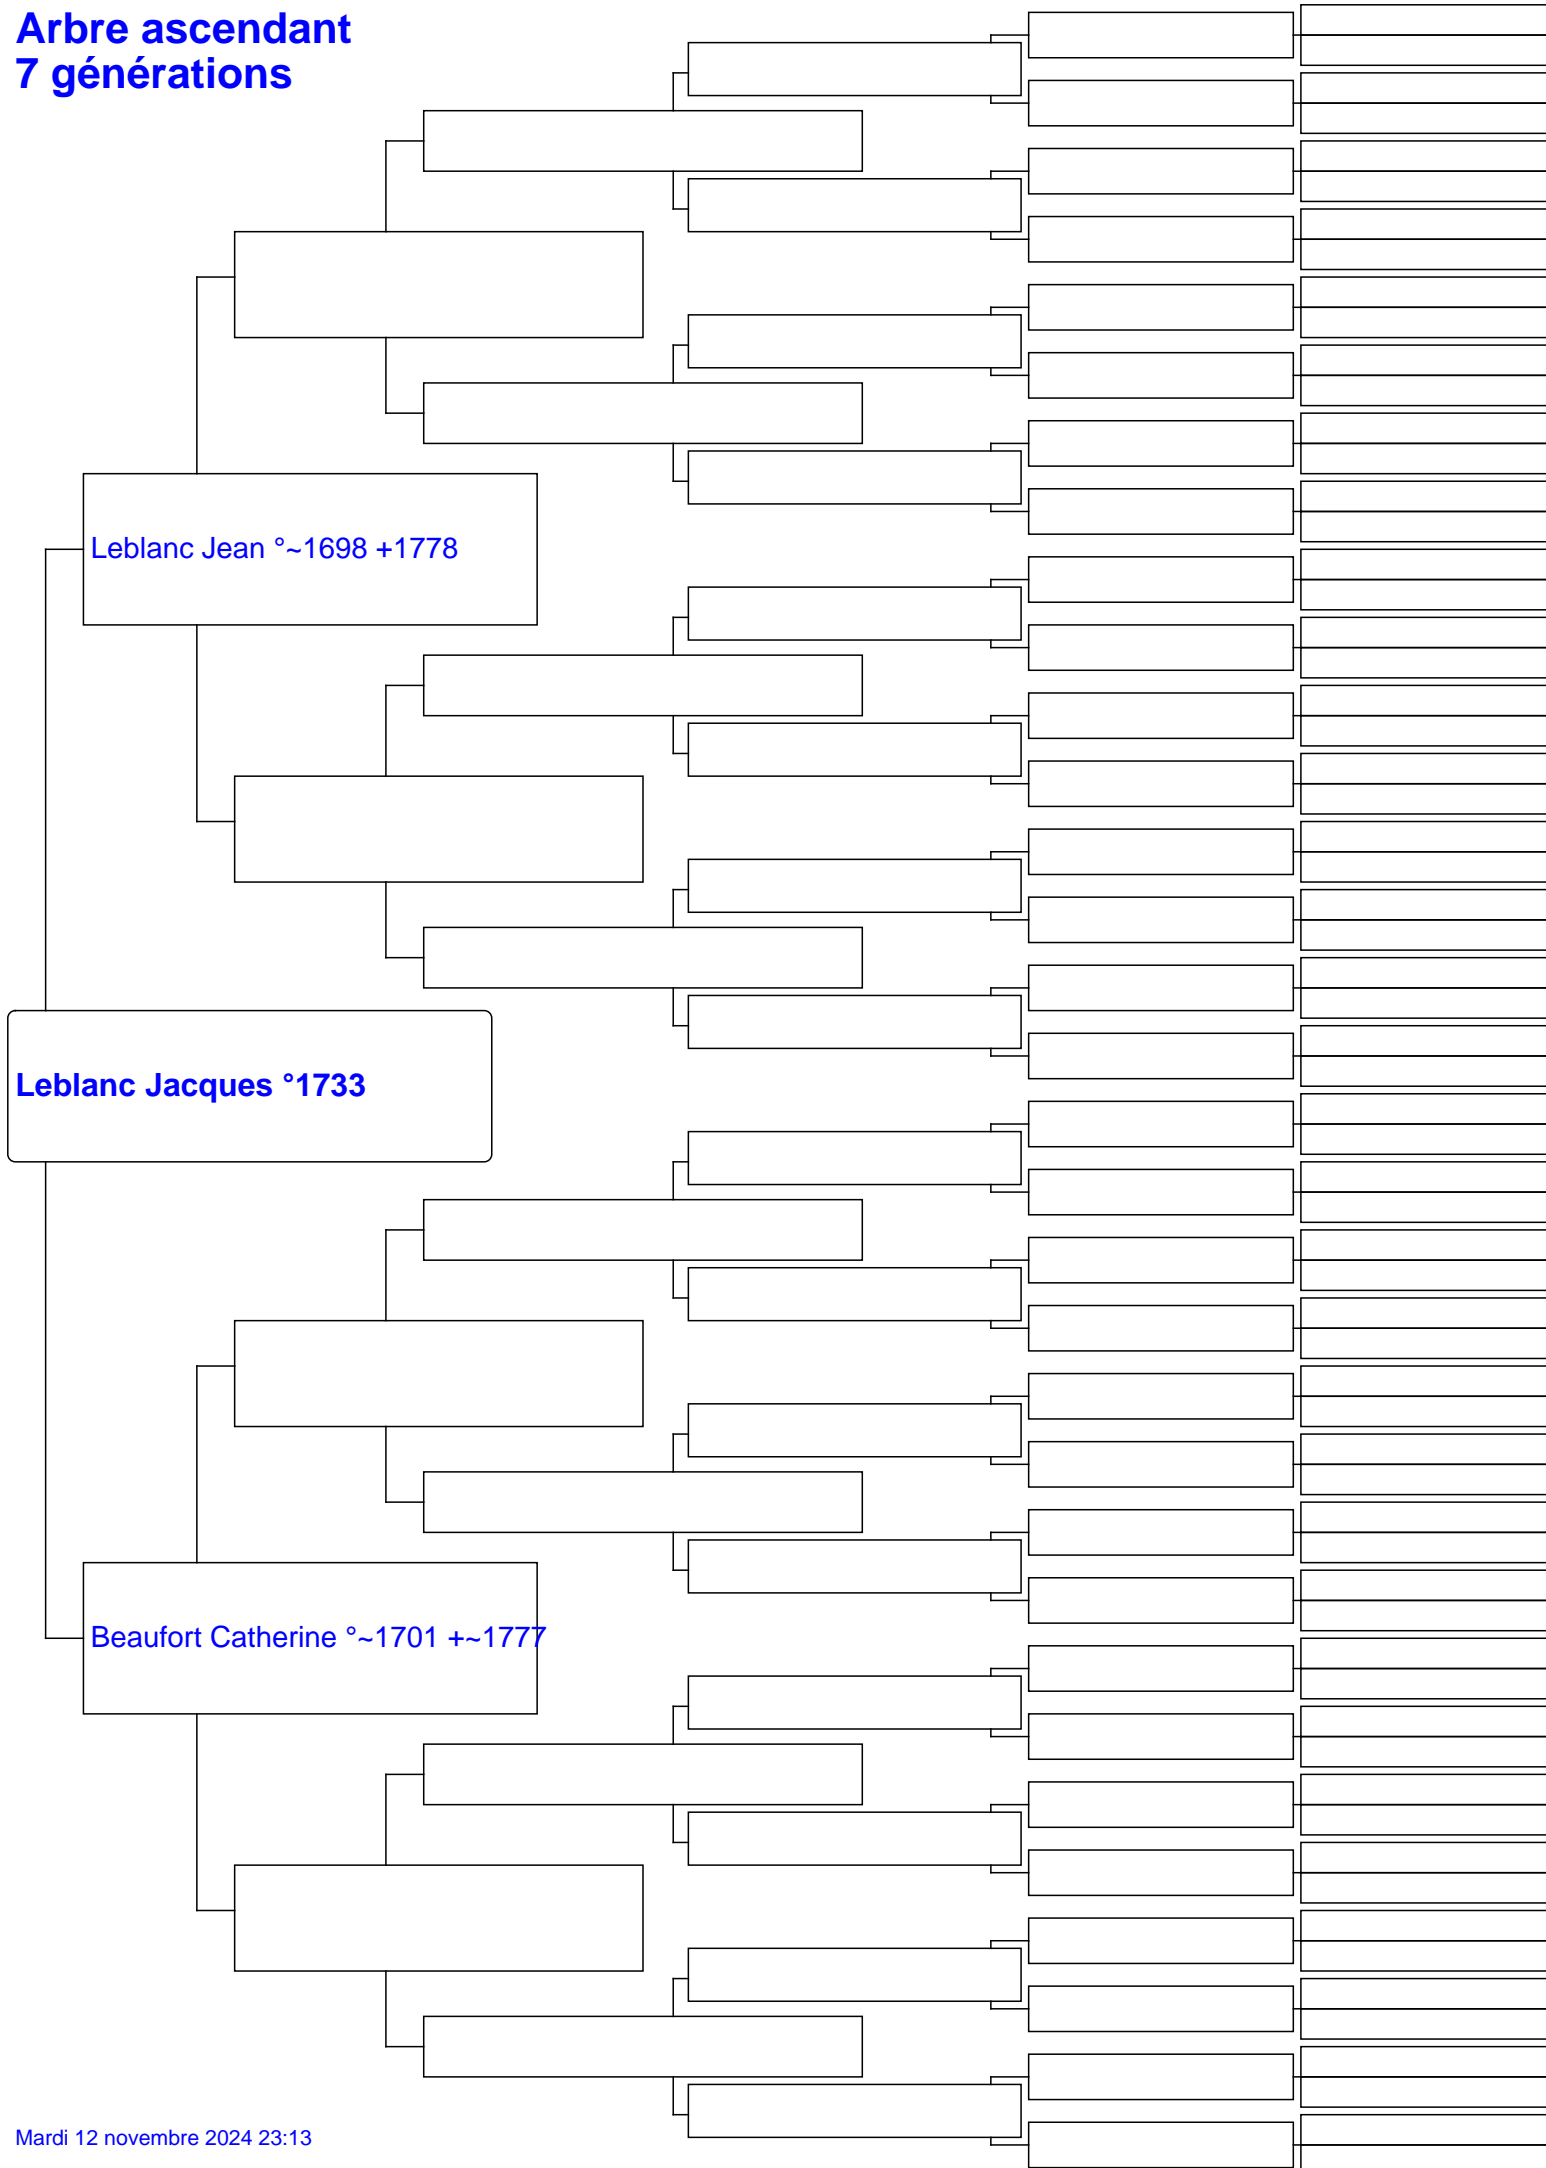 Arbre ascendant
7 générations
Leblanc Jean °~1698 +1778
Leblanc Jacques °1733
Beaufort Catherine °~1701 +~1777
Mardi 12 novembre 2024 23:13